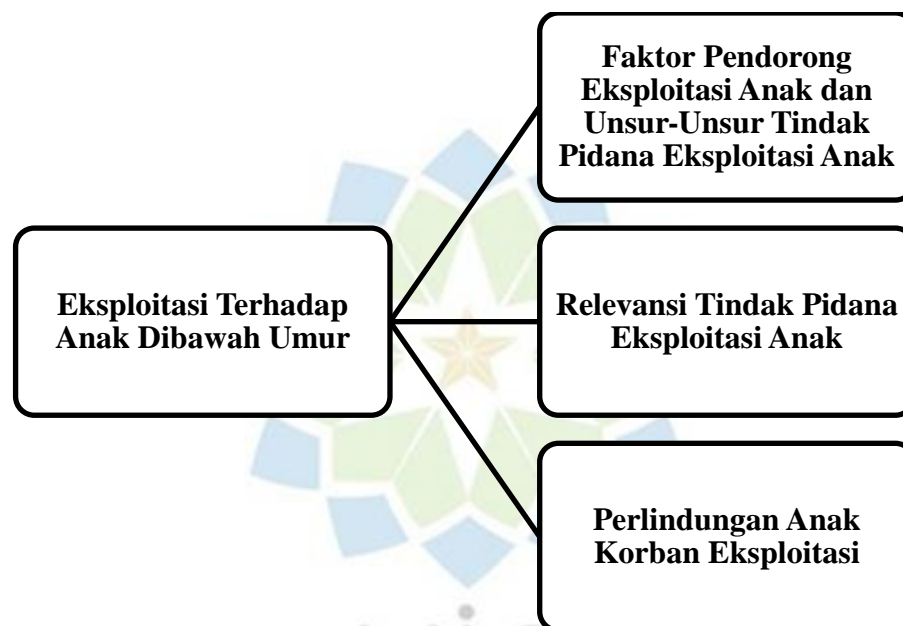 Faktor Pendorong
Eksploitasi Anak dan
Unsur-Unsur Tindak
Pidana Eksploitasi Anak
Eksploitasi Terhadap
Anak Dibawah Umur
Relevansi Tindak Pidana
Eksploitasi Anak
Perlindungan Anak
Korban Eksploitasi